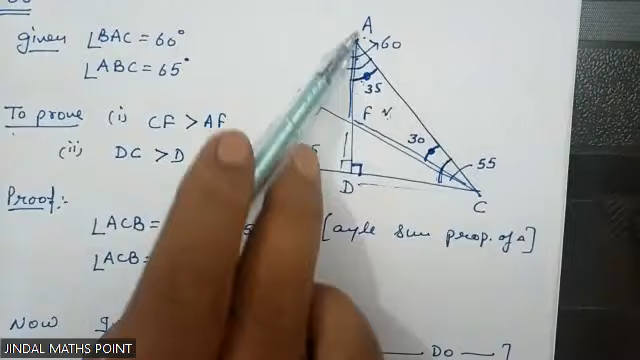 given ∠BAC = 60°
∠ABC = 65°
A
60
35
F
30
55
D
C
To prove (i) CF > AF
(ii) DC > D
Proof:-
∠ACB =
[angle sum prop. of Δ]
∠ACB =
Now
Do
?
JINDAL MATHS POINT